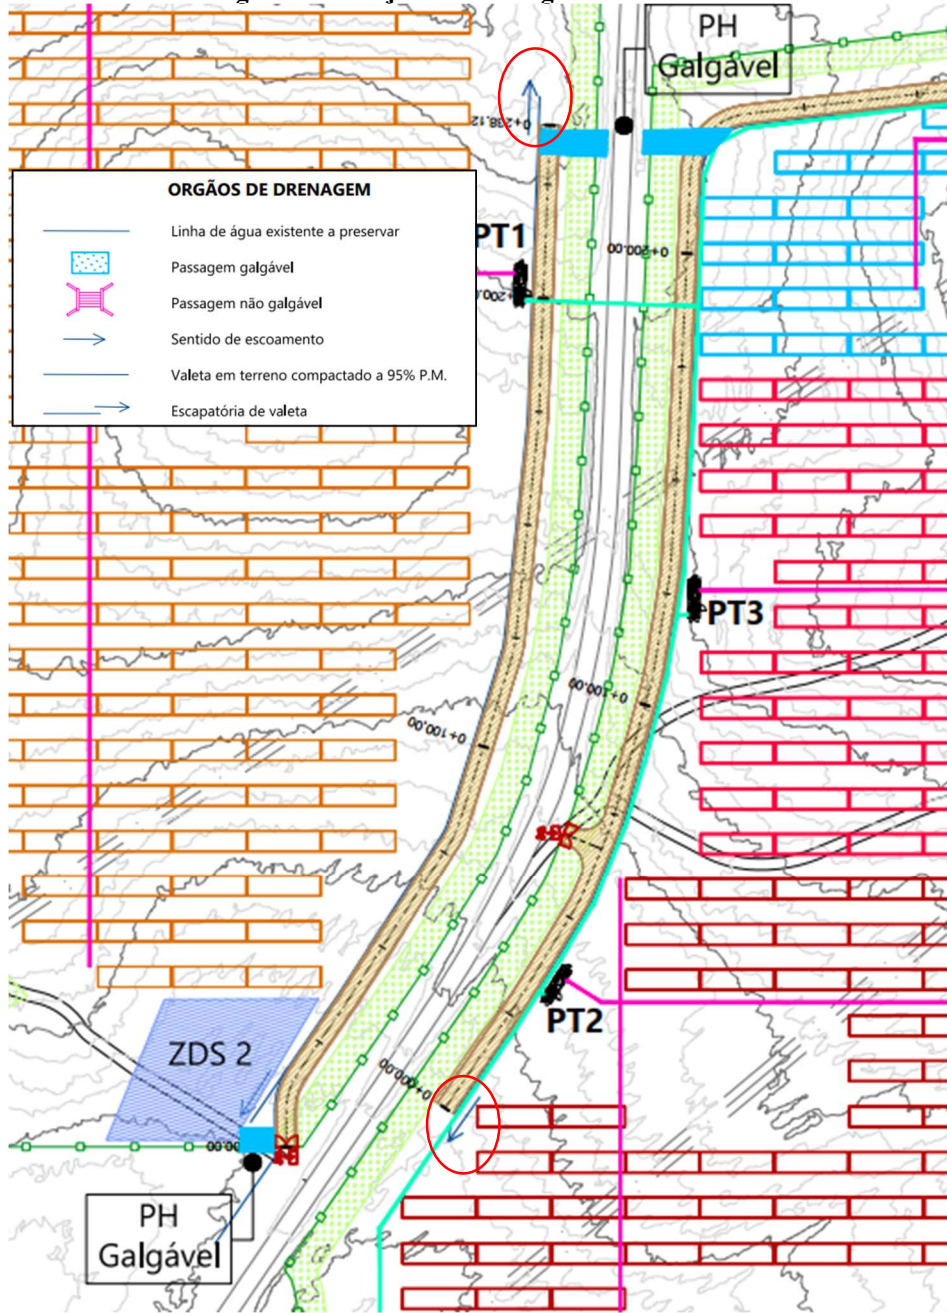 PH
Galgável
0+238.12
ORGÃOS DE DRENAGEM
Linha de água existente a preservar
Passagem galgável
Passagem não galgável
Sentido de escoamento
Valeta em terreno compactado a 95% P.M.
Escapatória de valeta
PT1
0+200.00
PT3
0+100.00
0+100.00
PT2
ZDS 2
0+000.00
PH
Galgável